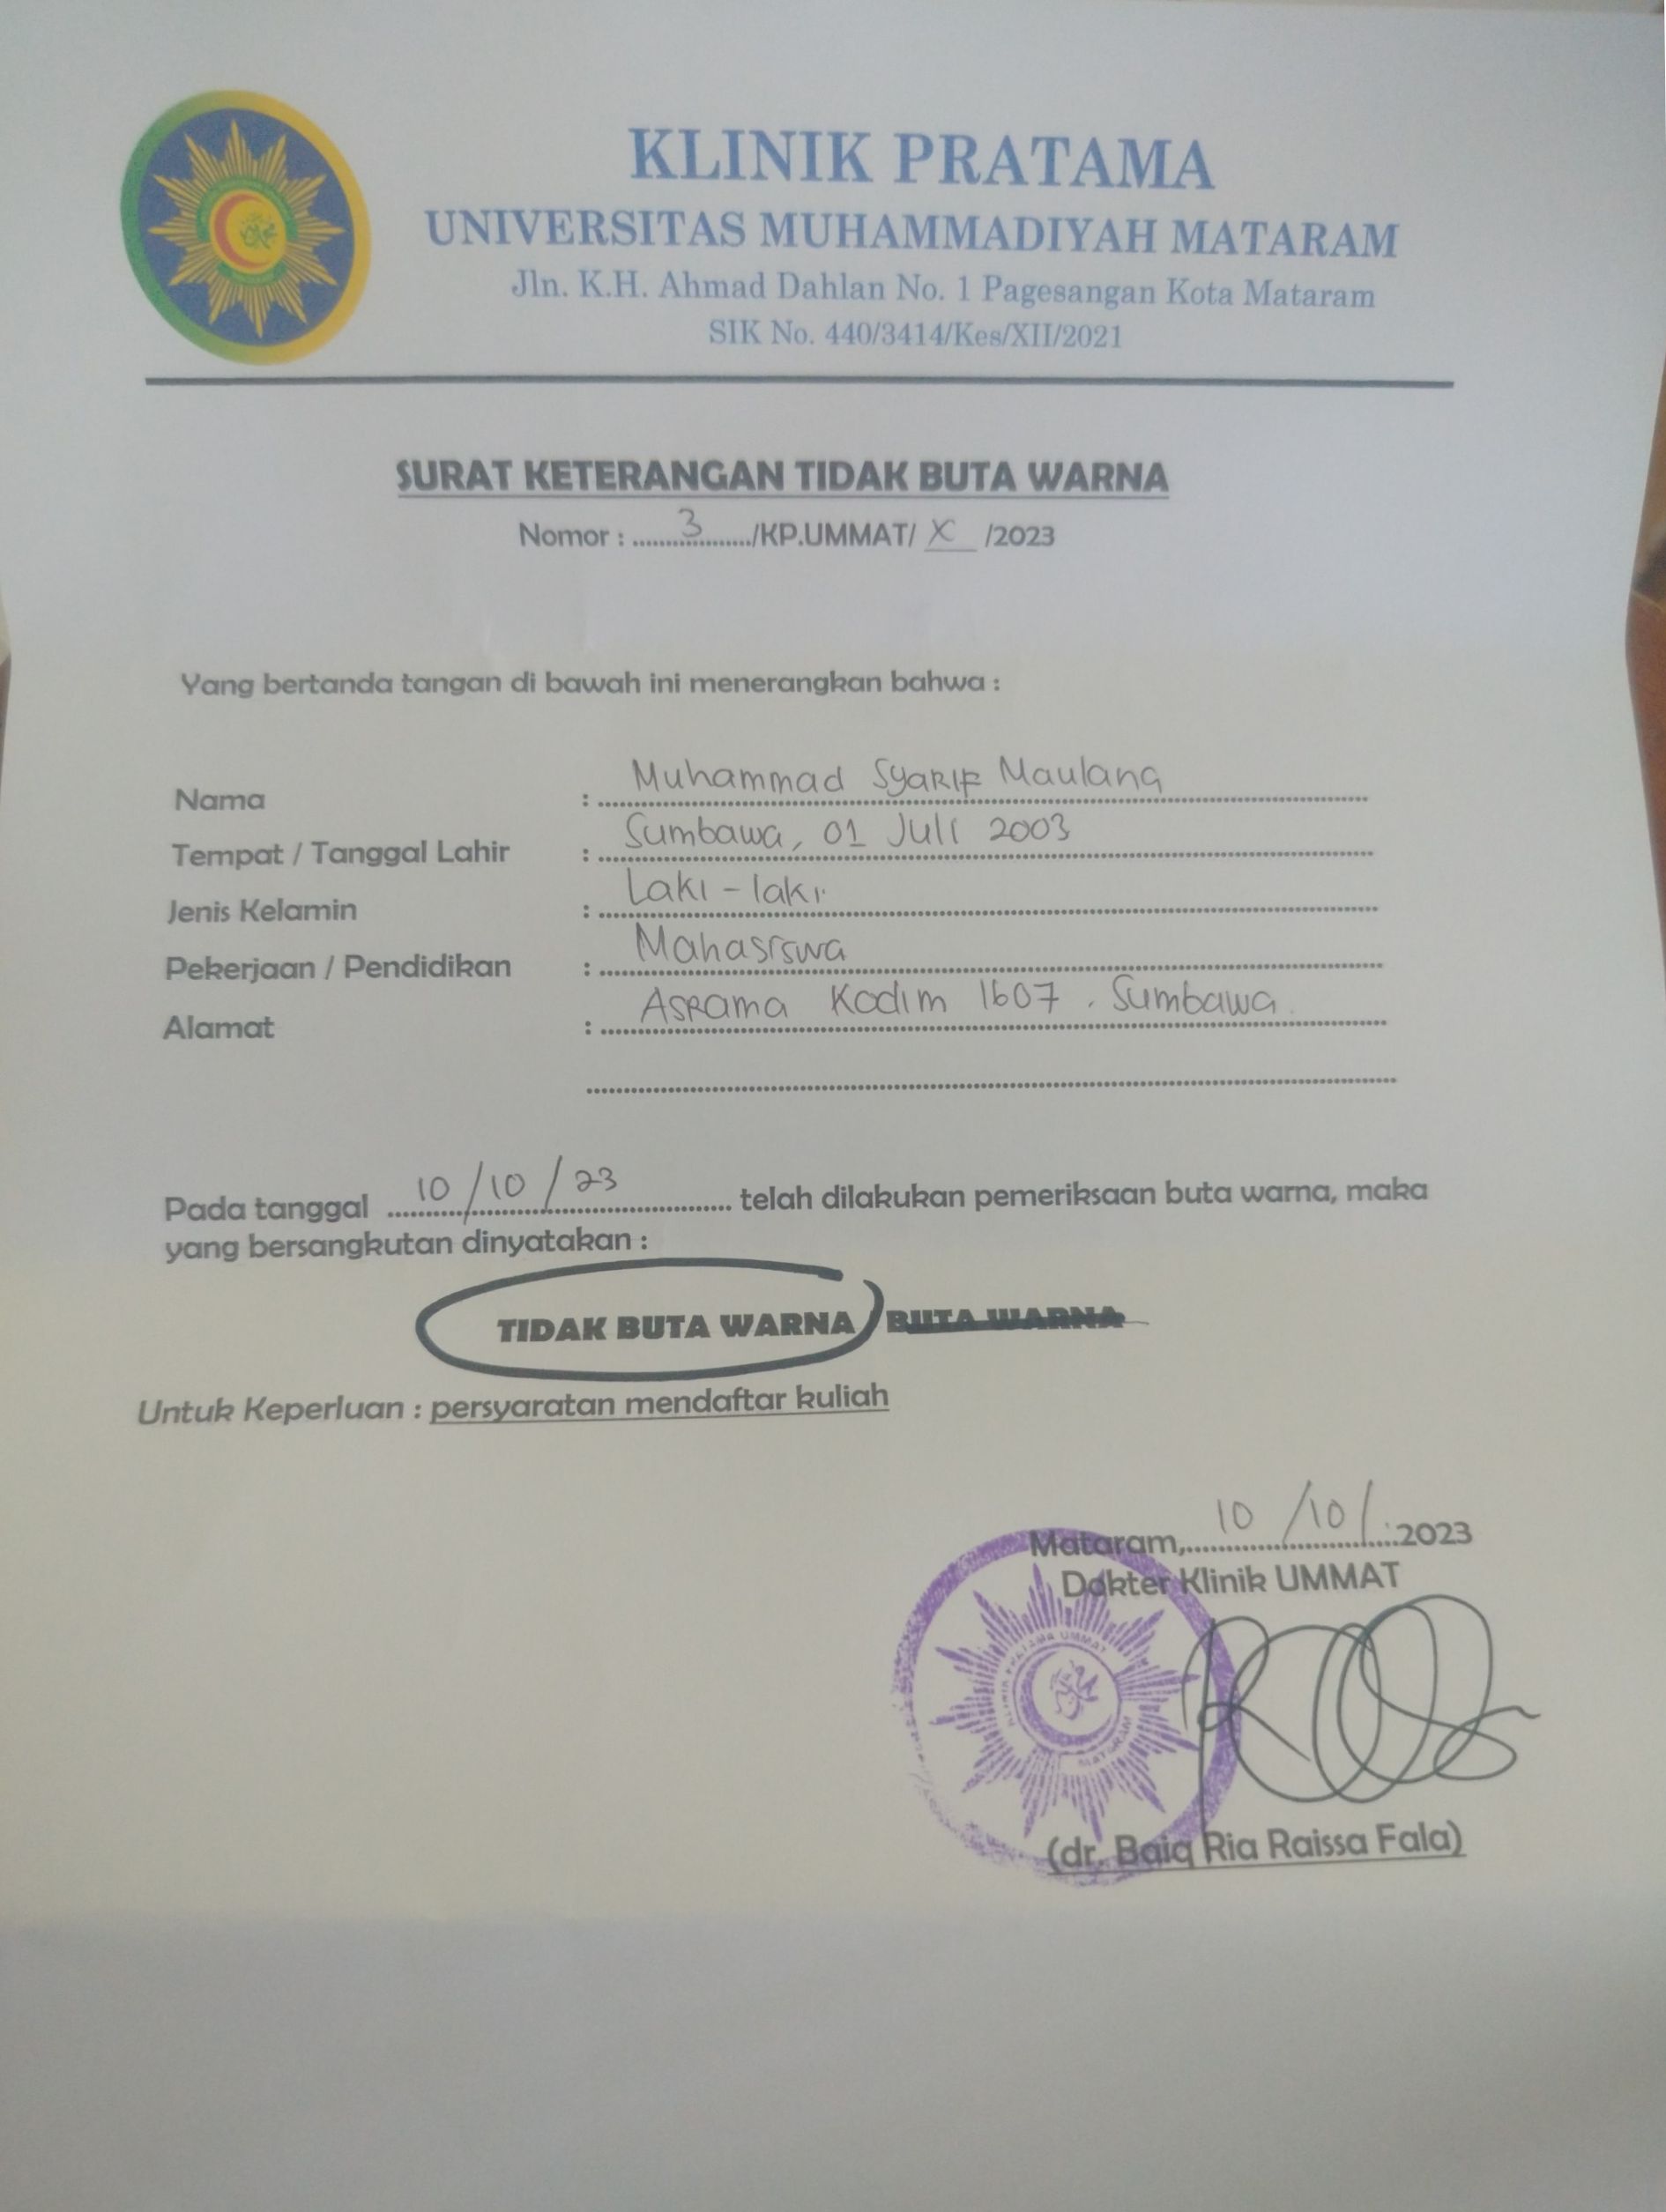 KLINIK PRATAMA
UNIVERSITAS MUHAMMADIYAH MATARAM
Jln. K.H. Ahmad Dahlan No. 1 Pagesangan Kota Mataram
SIK No. 440/3414/Kes/XII/2021
SURAT KETERANGAN TIDAK BUTA WARNA
Nomor : ........3........./KP.UMMAT/ X /2023
Yang bertanda tangan di bawah ini menerangkan bahwa :
Nama : Muhammad Syarif Maulana
Tempat / Tanggal Lahir : Sumbawa, 01 Juli 2003
Jenis Kelamin : Laki-laki
Pekerjaan / Pendidikan : Mahasiswa
Alamat : Asrama Kodim 1607. Sumbawa.
Pada tanggal 10/10/23 telah dilakukan pemeriksaan buta warna, maka
yang bersangkutan dinyatakan :
TIDAK BUTA WARNA / BUTA WARNA
Untuk Keperluan : persyaratan mendaftar kuliah
Mataram, 10/10/ 2023
Dokter Klinik UMMAT
KLINIK PRATAMA UMMAT
MATARAM
(dr. Baiq Ria Raissa Fala)